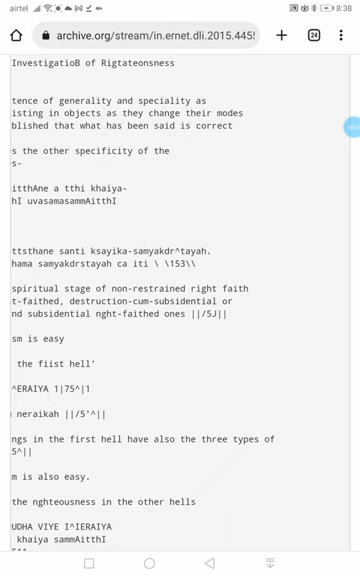 airtel
8:38
archive.org/stream/in.ernet.dli.2015.4455
24
InvestigatioB of Rigtateonsness
tence of generality and speciality as
isting in objects as they change their modes
blished that what has been said is correct
s the other specificity of the
s-
itthAne a tthi khaiya-
hI uvasamasammAitthI
ttsthane santi ksayika-samyakdr^tayah.
hama samyakdrstayah ca iti \ \153\\
spiritual stage of non-restrained right faith
t-faithed, destruction-cum-subsidential or
nd subsidential nght-faithed ones ||/5J||
sm is easy
the fiist hell'
^ERAIYA 1|75^|1
neraikah ||/5'^||
ngs in the first hell have also the three types of
5^||
m is also easy.
the nghteousness in the other hells
UDHA VIYE I^IERAIYA
khaiya sammAitthI